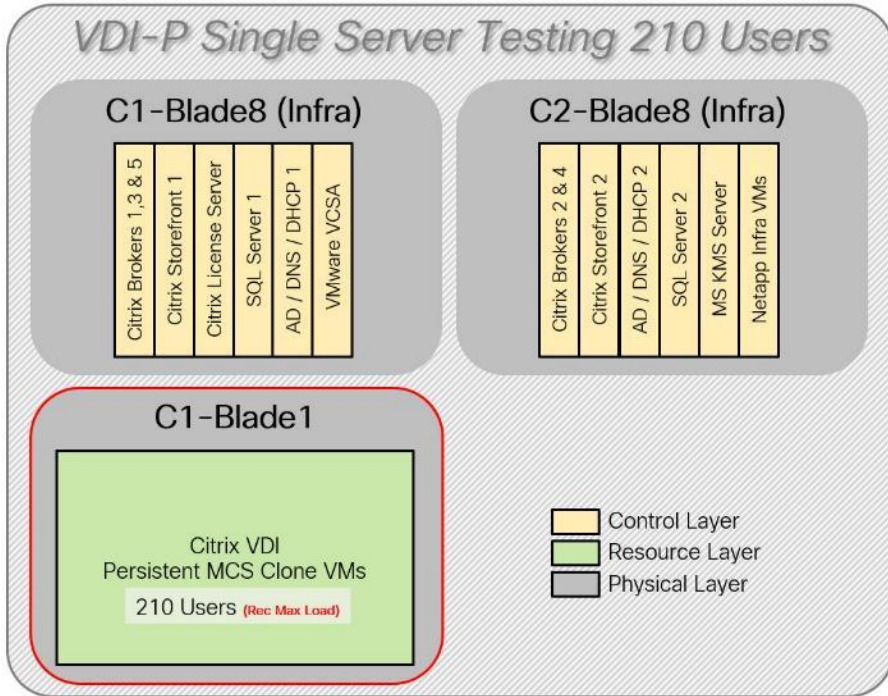 VDI-P Single Server Testing 210 Users
C1-Blade8 (Infra)
Citrix Brokers 1,3 & 5
Citrix Storefront 1
Citrix License Server
SQL Server 1
AD / DNS / DHCP 1
VMware VCSA
C2-Blade8 (Infra)
Citrix Brokers 2 & 4
Citrix Storefront 2
AD / DNS / DHCP 2
SQL Server 2
MS KMS Server
Netapp Infra VMs
C1-Blade1
Citrix VDI
Persistent MCS Clone VMs
210 Users (Rec Max Load)
Control Layer
Resource Layer
Physical Layer